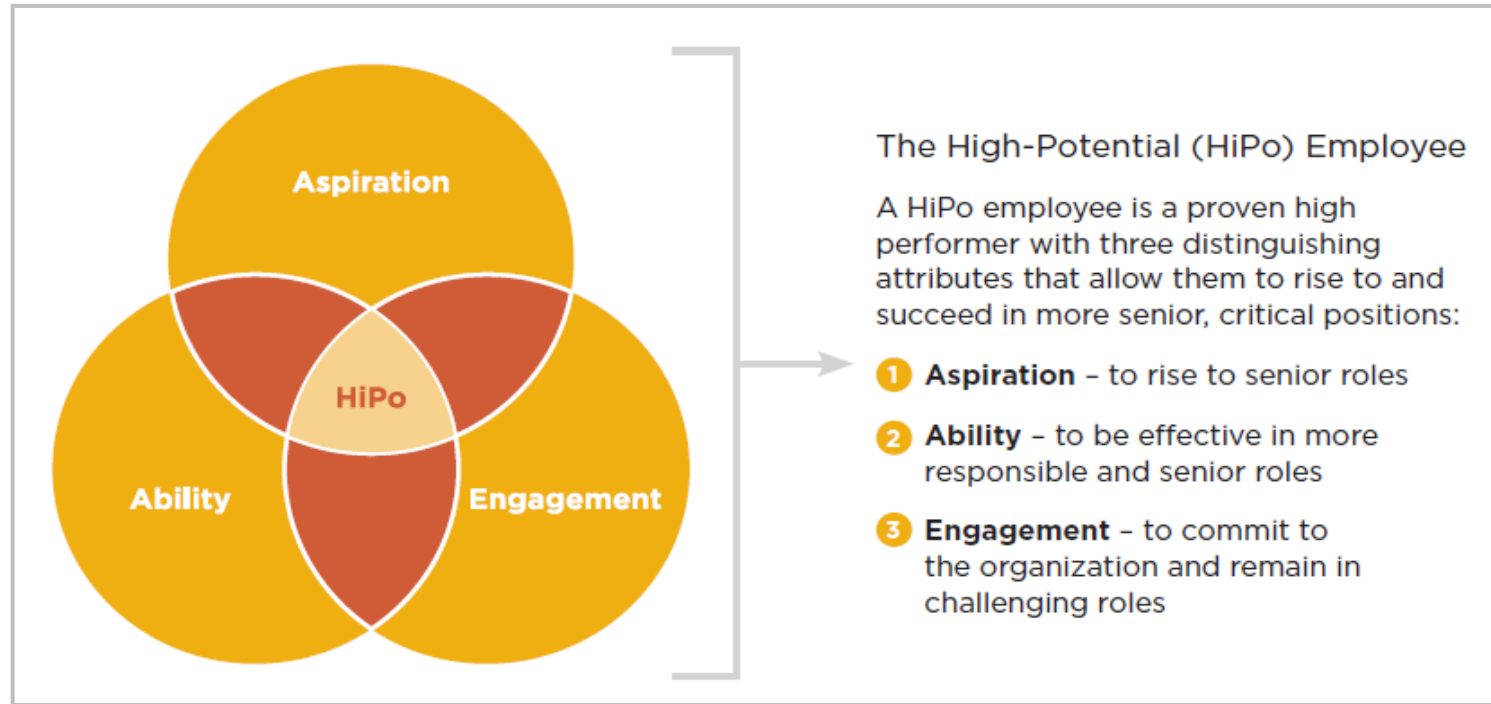 Aspiration
HiPo
Ability
Engagement
The High-Potential (HiPo) Employee
A HiPo employee is a proven high
performer with three distinguishing
attributes that allow them to rise to and
succeed in more senior, critical positions:
1 Aspiration – to rise to senior roles
2 Ability – to be effective in more
responsible and senior roles
3 Engagement – to commit to
the organization and remain in
challenging roles